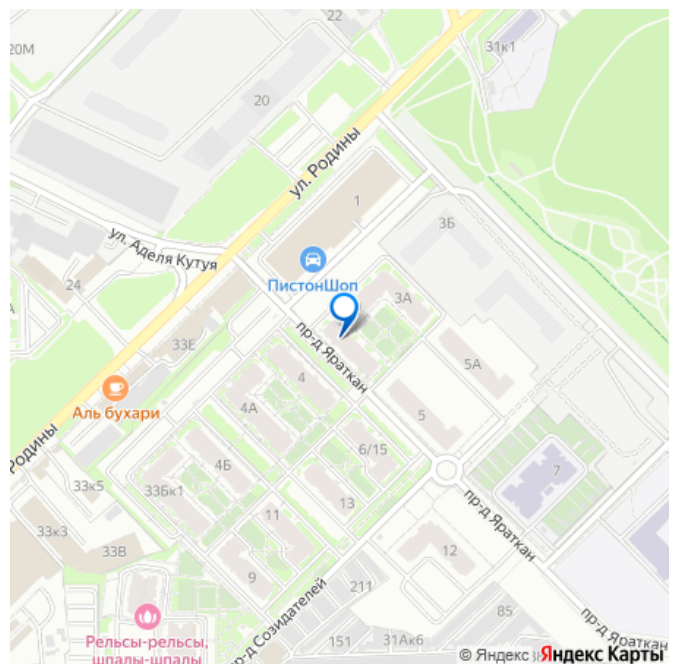 22
20М
31к1
20
ул. Родины
1
3Б
ул. Аделя Кутуя
ПистонШоп
24
3А
33Е
пр-д Яраткан
5А
4
Аль бухари
4А
5
Родины
6/15
4Б
7
33к5
33Бк1
13
пр-д Яраткан
11
33к3
33В
12
9
211
85
пр-д Созидателей
Рельсы-рельсы,
шпалы-шпалы
151
31Ак6
пр-д Яраткан
© Яндекс
Яндекс Карты